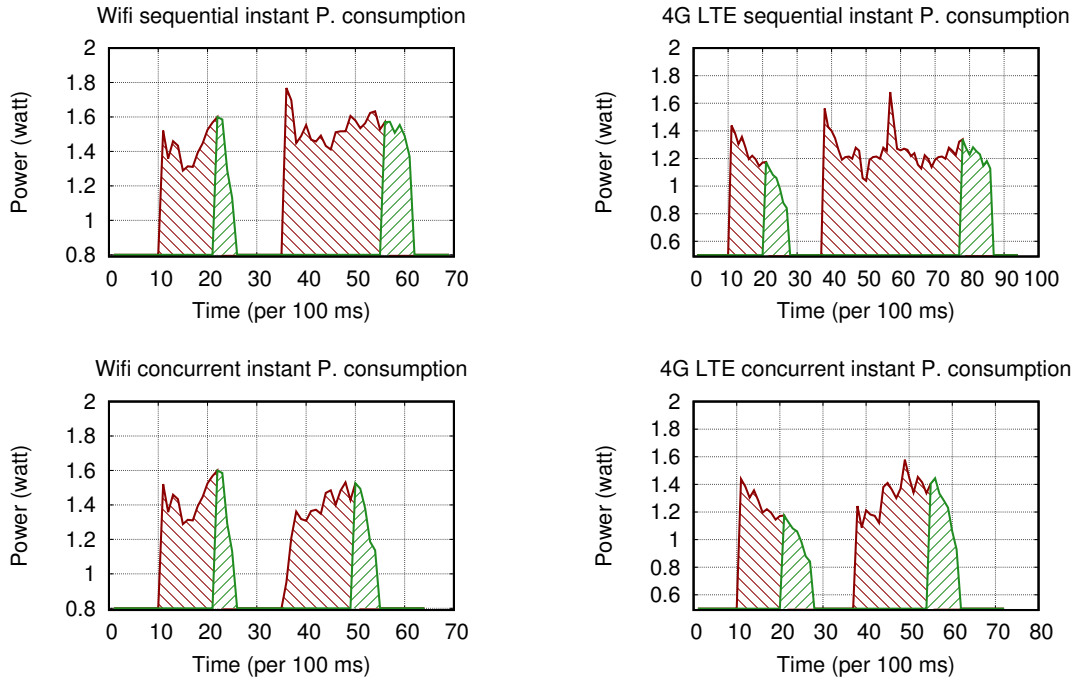 Wifi sequential instant P. consumption
2
1.8
1.6
1.4
1.2
1
0.8
Power (watt)
0 10 20 30 40 50 60 70
Time (per 100 ms)
4G LTE sequential instant P. consumption
2
1.8
1.6
1.4
1.2
1
0.8
0.6
Power (watt)
0 10 20 30 40 50 60 70 80 90 100
Time (per 100 ms)
Wifi concurrent instant P. consumption
2
1.8
1.6
1.4
1.2
1
0.8
Power (watt)
0 10 20 30 40 50 60 70
Time (per 100 ms)
4G LTE concurrent instant P. consumption
2
1.8
1.6
1.4
1.2
1
0.8
0.6
Power (watt)
0 10 20 30 40 50 60 70 80
Time (per 100 ms)